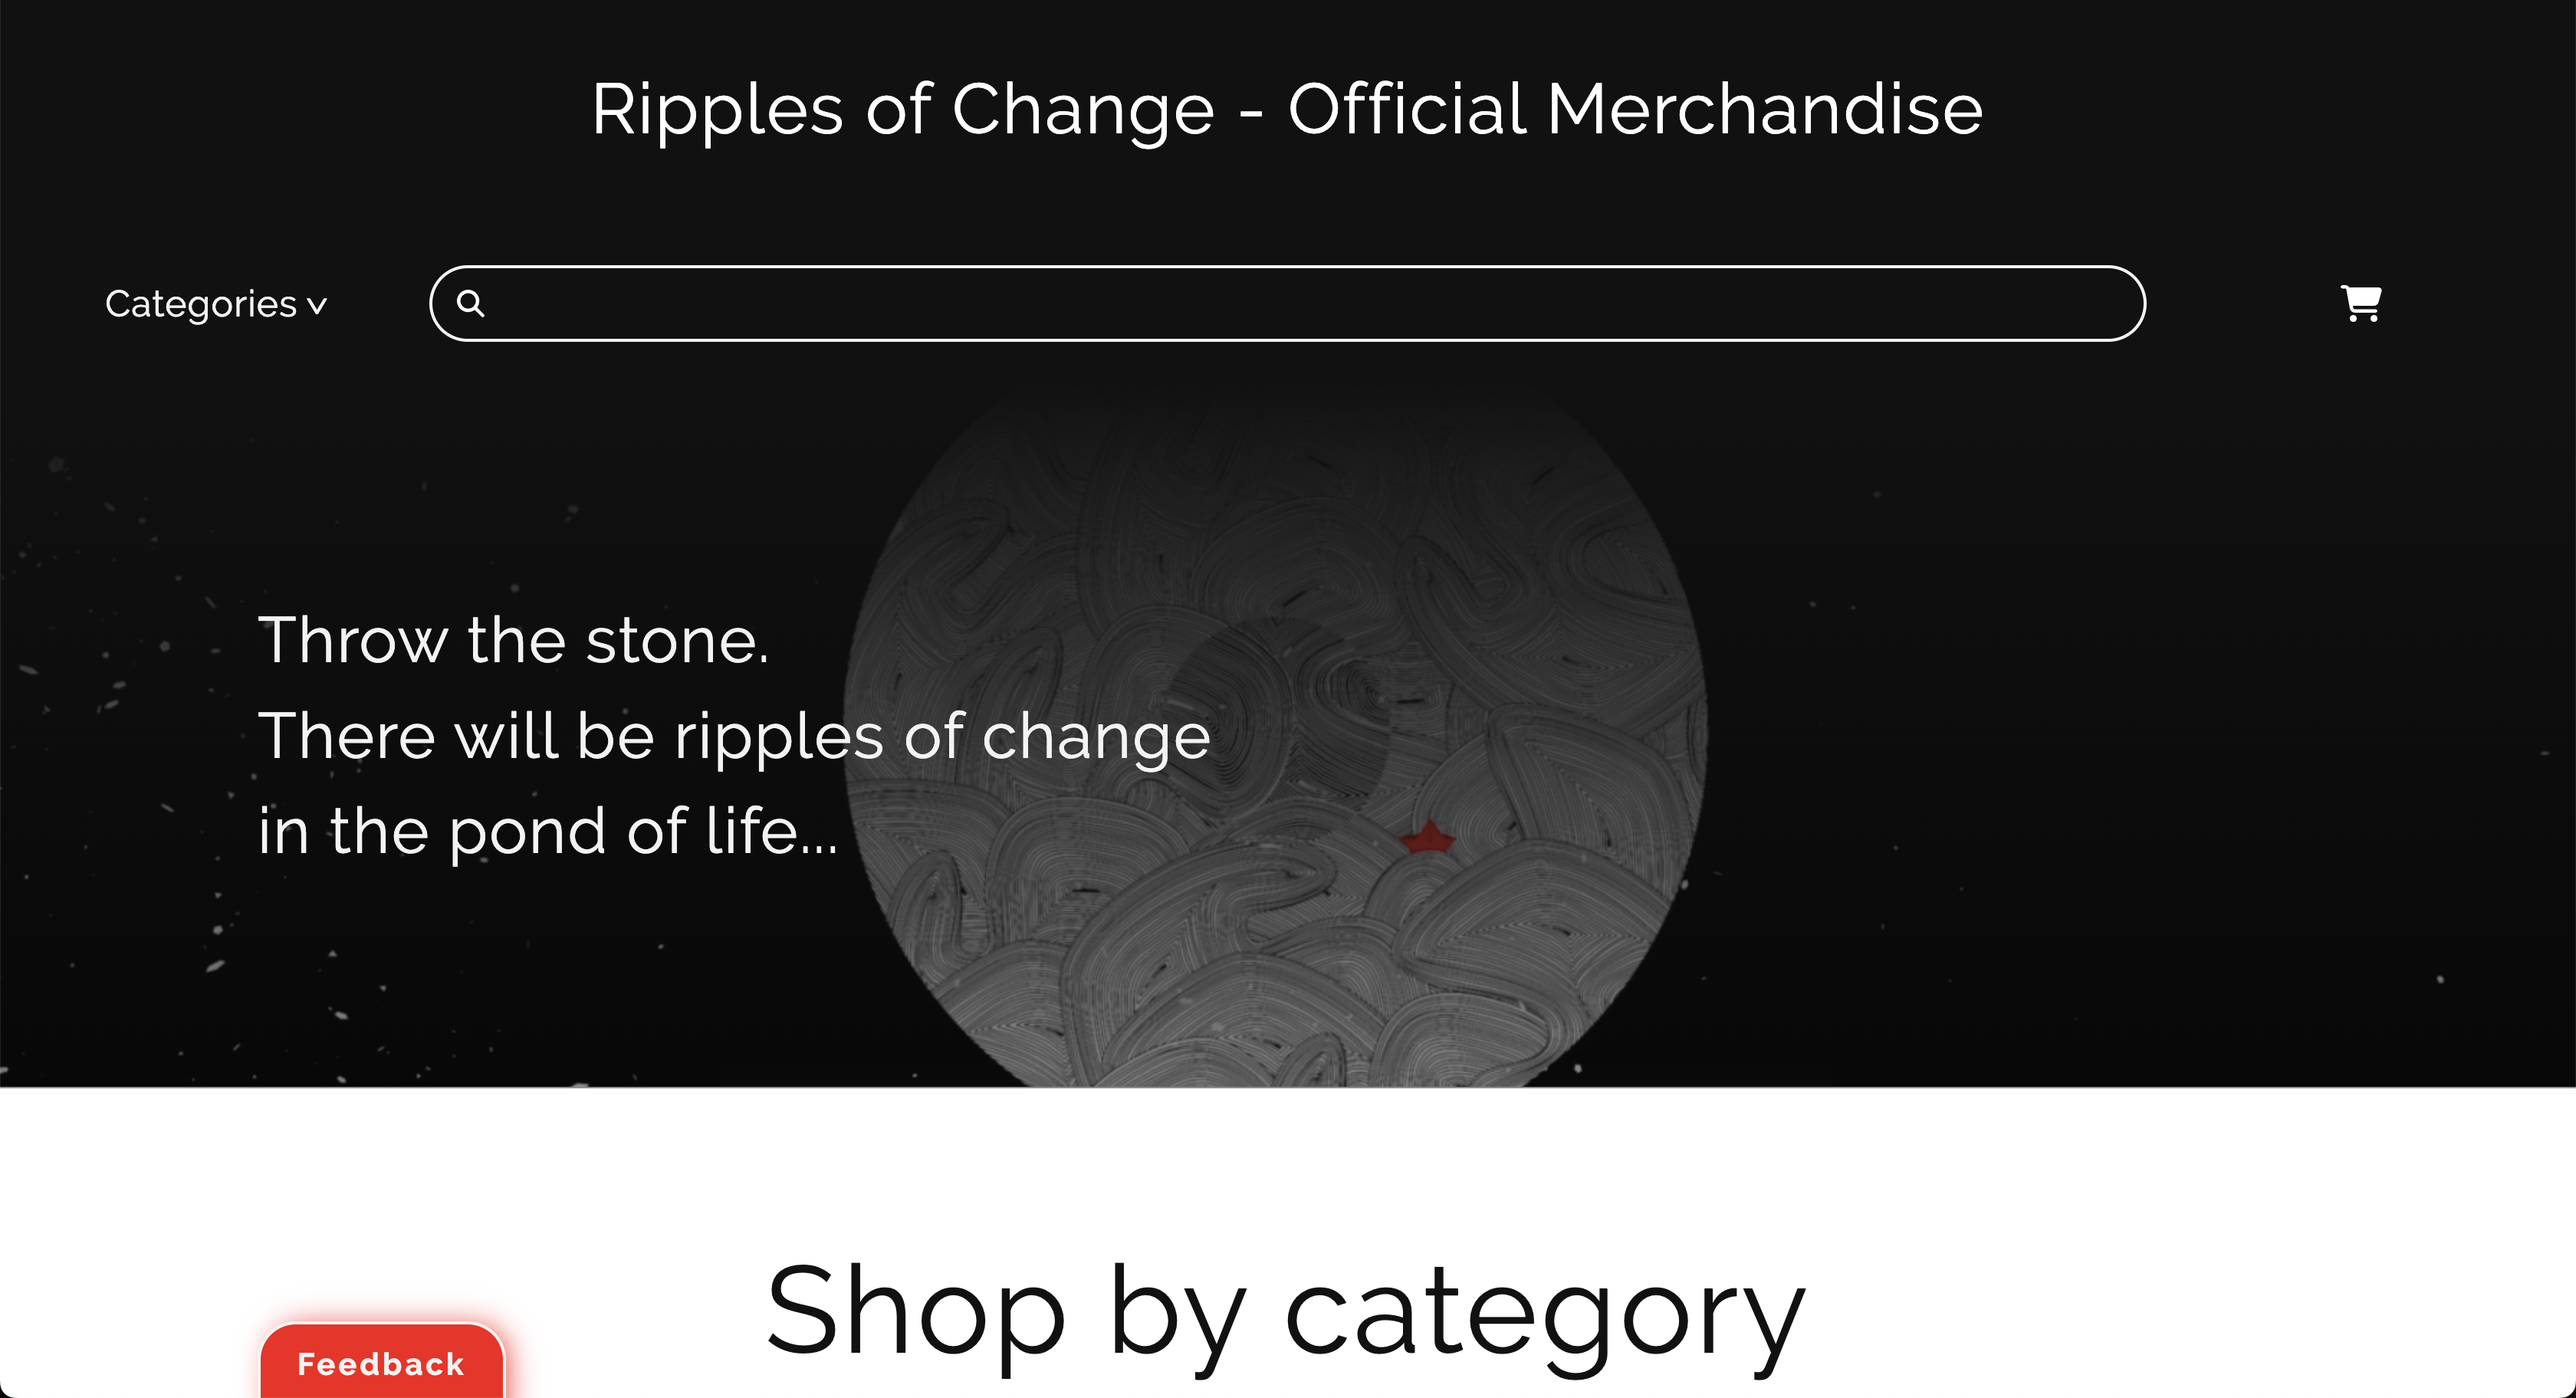 Ripples of Change - Official Merchandise
Categories
Throw the stone.
There will be ripples of change
in the pond of life...
Shop by category
Feedback